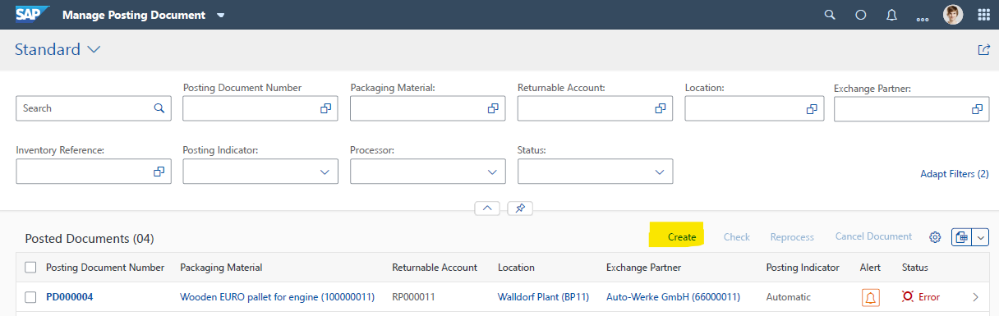 SAP Manage Posting Document
Standard
Posting Document Number Packaging Material: Returnable Account: Location: Exchange Partner:
Search
Inventory Reference: Posting Indicator: Processor: Status:
Adapt Filters (2)
Posted Documents (04) Create Check Reprocess Cancel Document
Posting Document Number Packaging Material Returnable Account Location Exchange Partner Posting Indicator Alert Status
PD000004 Wooden EURO pallet for engine (100000011) RP000011 Walldorf Plant (BP11) Auto-Werke GmbH (66000011) Automatic Error